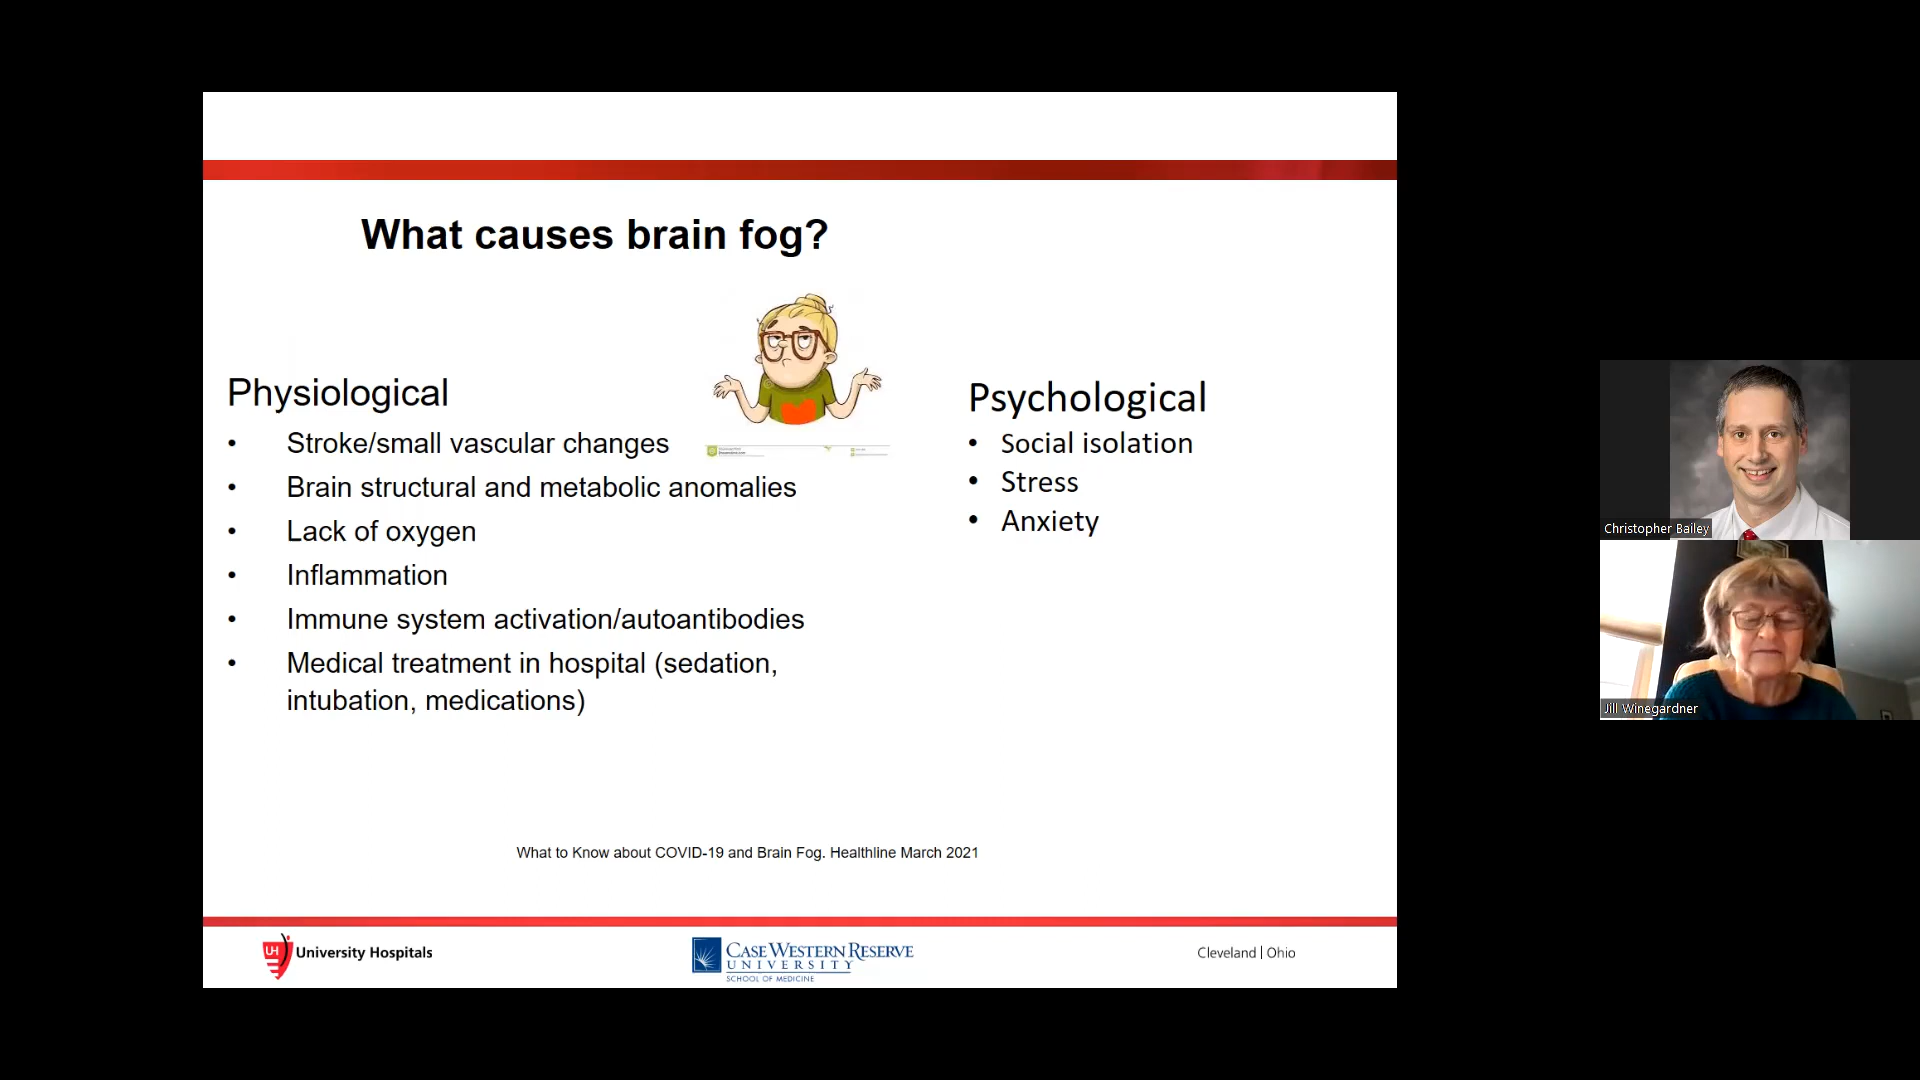 What causes brain fog?
Physiological
• Stroke/small vascular changes
• Brain structural and metabolic anomalies
• Lack of oxygen
• Inflammation
• Immune system activation/autoantibodies
• Medical treatment in hospital (sedation,
intubation, medications)
Psychological
• Social isolation
• Stress
• Anxiety
What to Know about COVID-19 and Brain Fog. Healthline March 2021
UH University Hospitals
CASE WESTERN RESERVE
UNIVERSITY
SCHOOL OF MEDICINE
Cleveland | Ohio
Christopher Bailey
Jill Winegardner